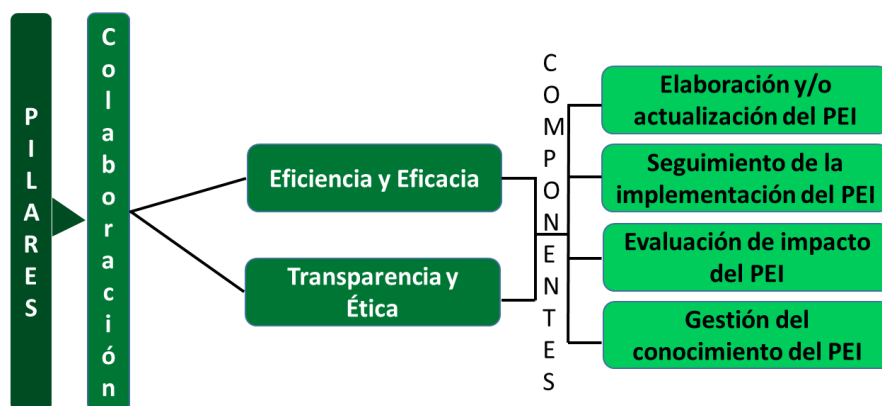 PILARES
Colaboración
Eficiencia y Eficacia
Transparencia y
Ética
COMPONENTES
Elaboración y/o
actualización del PEI
Seguimiento de la
implementación del PEI
Evaluación de impacto
del PEI
Gestión del
conocimiento del PEI